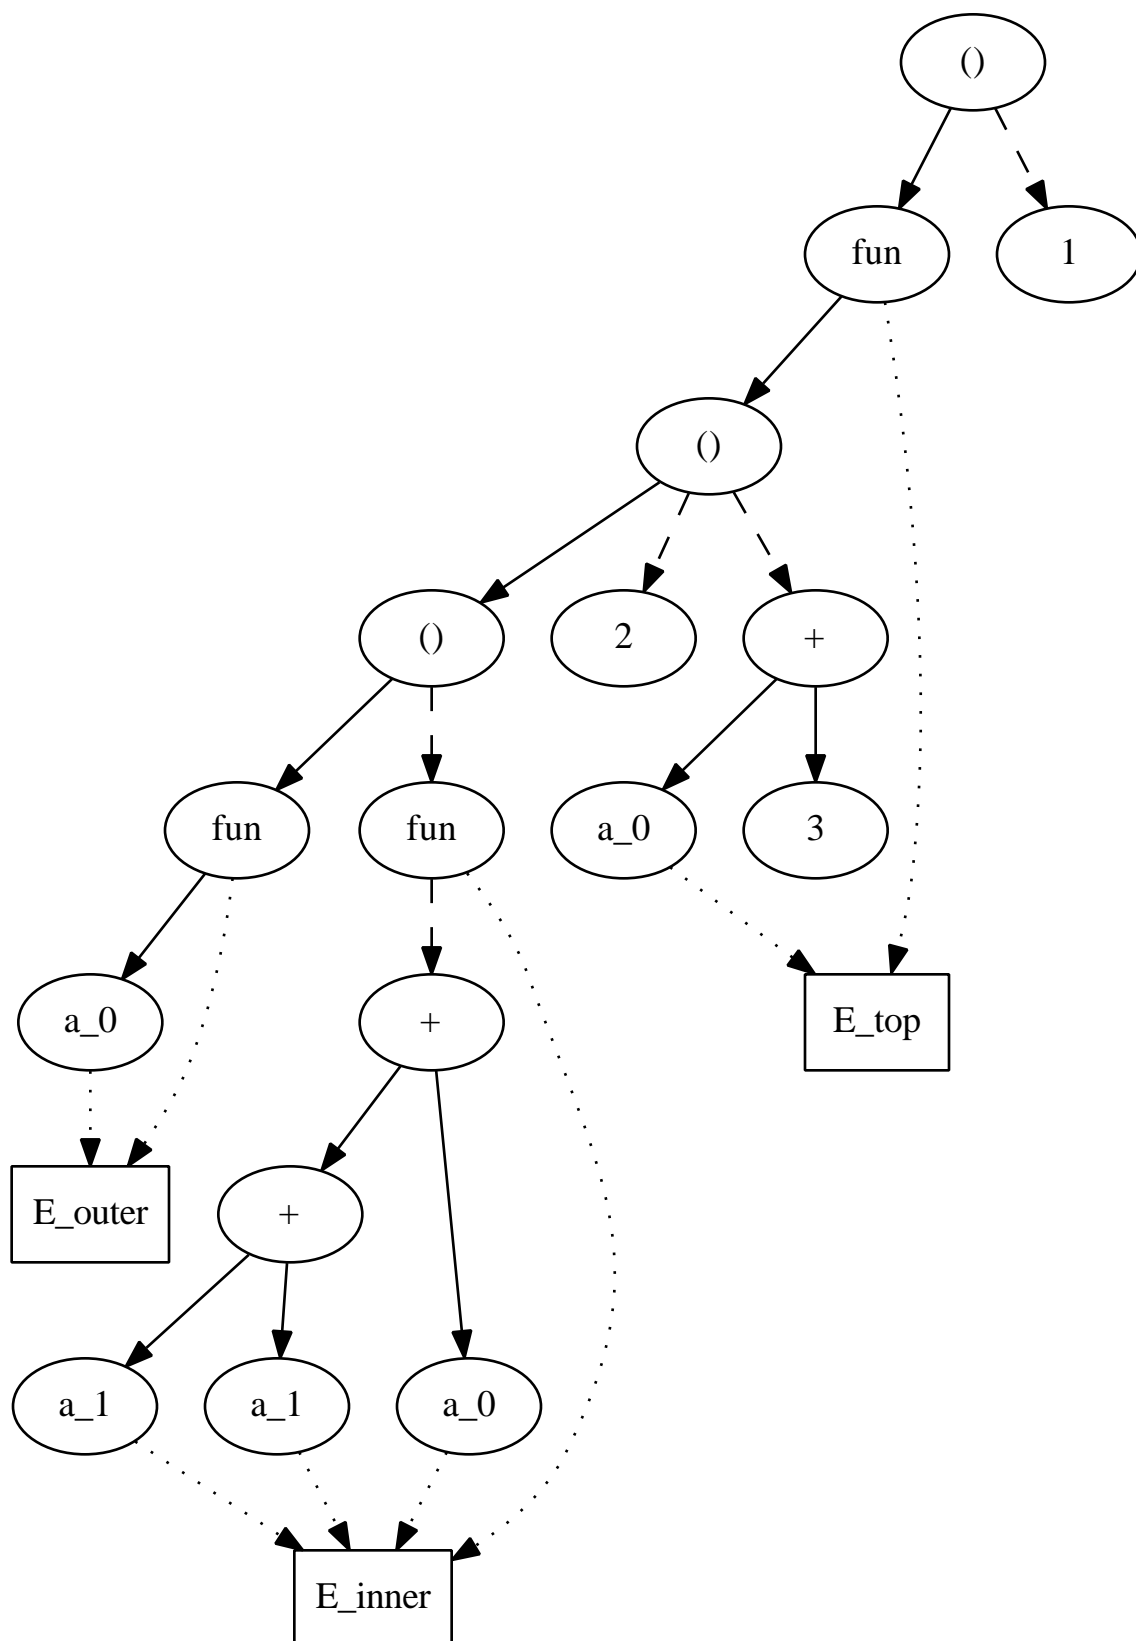 ()
fun
1
()
()
2
+
fun
fun
a_0
3
a_0
+
E_top
E_outer
+
a_1
a_1
a_0
E_inner